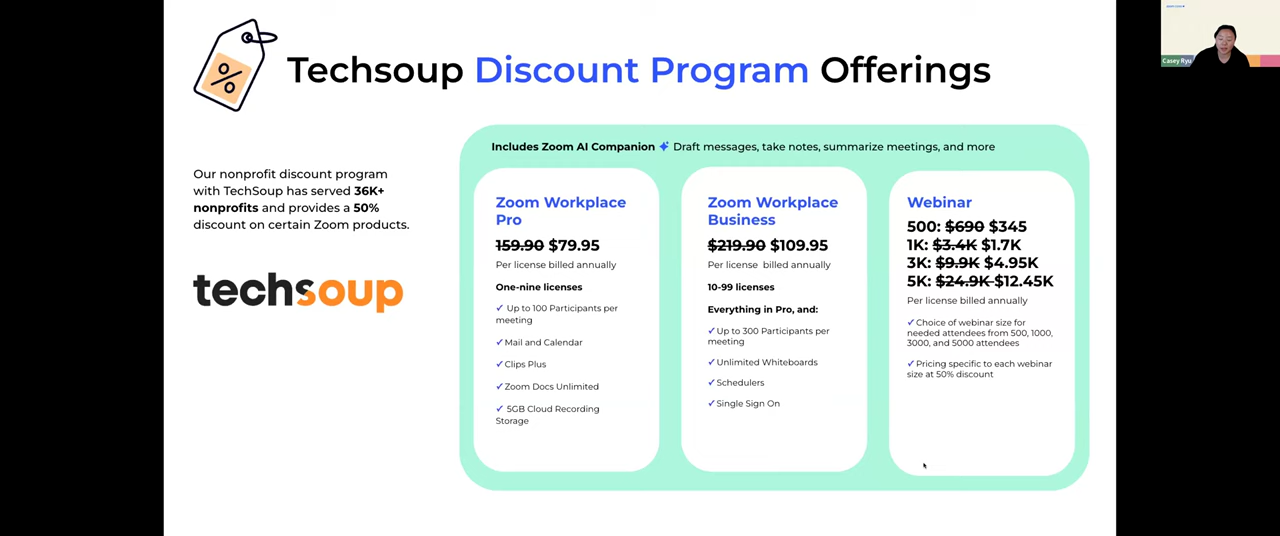 Techsoup Discount Program Offerings
Our nonprofit discount program
with TechSoup has served 36K+
nonprofits and provides a 50%
discount on certain Zoom products.
techsoup
Includes Zoom AI Companion Draft messages, take notes, summarize meetings, and more
Zoom Workplace
Pro
159.90 $79.95
Per license billed annually
One-nine licenses
✓ Up to 100 Participants per
meeting
✓ Mail and Calendar
✓ Clips Plus
✓ Zoom Docs Unlimited
✓ 5GB Cloud Recording
Storage
Zoom Workplace
Business
$219.90 $109.95
Per license billed annually
10-99 licenses
Everything in Pro, and:
✓ Up to 300 Participants per
meeting
✓ Unlimited Whiteboards
✓ Schedulers
✓ Single Sign On
Webinar
500: $690 $345
1K: $3.4K $1.7K
3K: $9.9K $4.95K
5K: $24.9K $12.45K
Per license billed annually
✓ Choice of webinar size for
needed attendees from 500, 1000,
3000, and 5000 attendees
✓ Pricing specific to each webinar
size at 50% discount
Casey Ryu